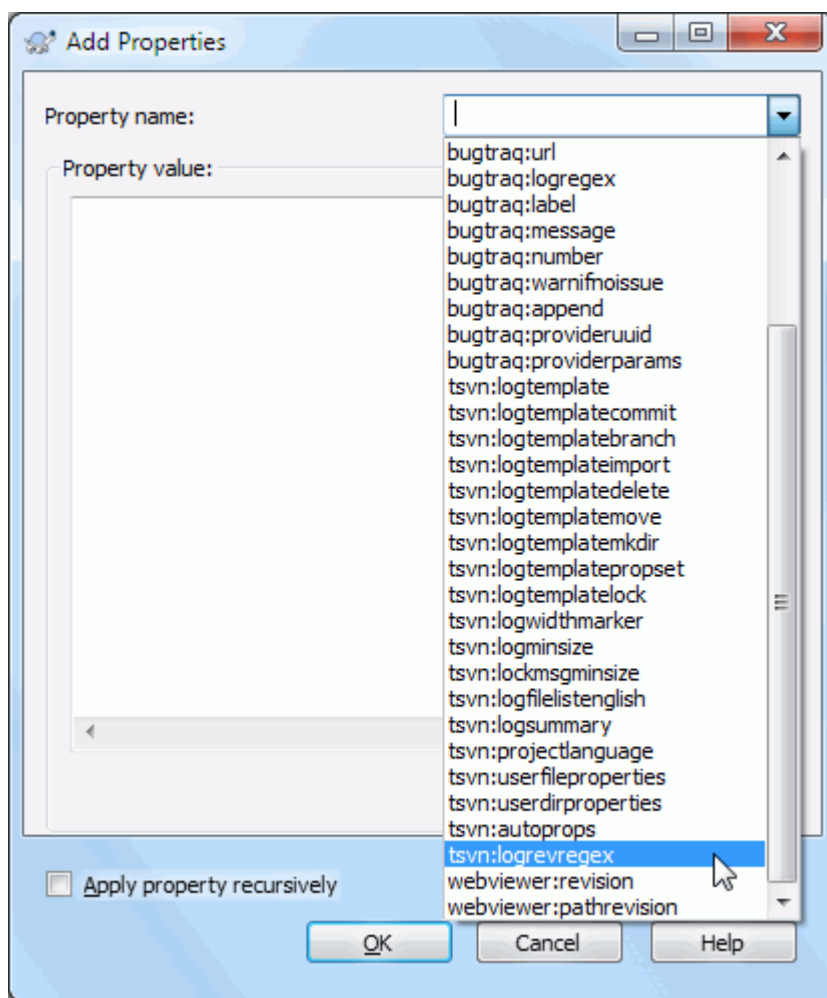 Add Properties
Property name:
Property value:
bugtraq:url
bugtraq:logregex
bugtraq:label
bugtraq:message
bugtraq:number
bugtraq:warnifnoissue
bugtraq:append
bugtraq:provideruuid
bugtraq:providerparams
tsvn:logtemplate
tsvn:logtemplatecommit
tsvn:logtemplatebranch
tsvn:logtemplateimport
tsvn:logtemplatedelete
tsvn:logtemplatemove
tsvn:logtemplatemkdir
tsvn:logtemplatepropset
tsvn:logtemplatelock
tsvn:logwidthmarker
tsvn:logminsize
tsvn:lockmsgminsize
tsvn:logfilelistenglish
tsvn:logsummary
tsvn:projectlanguage
tsvn:userfileproperties
tsvn:userdirproperties
tsvn:autoprops
tsvn:logrevregex
webviewer:revision
webviewer:pathrevision
Apply property recursively
OK Cancel Help